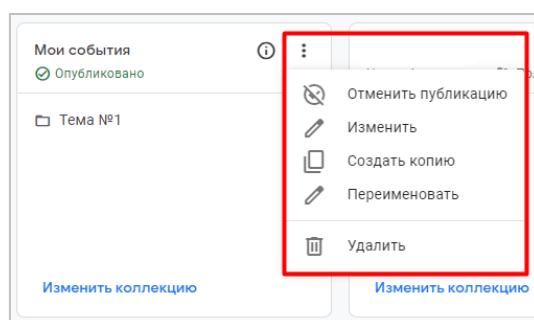 Мои события
Опубликовано
Тема №1
Изменить коллекцию
Отменить публикацию
Изменить
Создать копию
Переименовать
Удалить
Изменить коллекцию